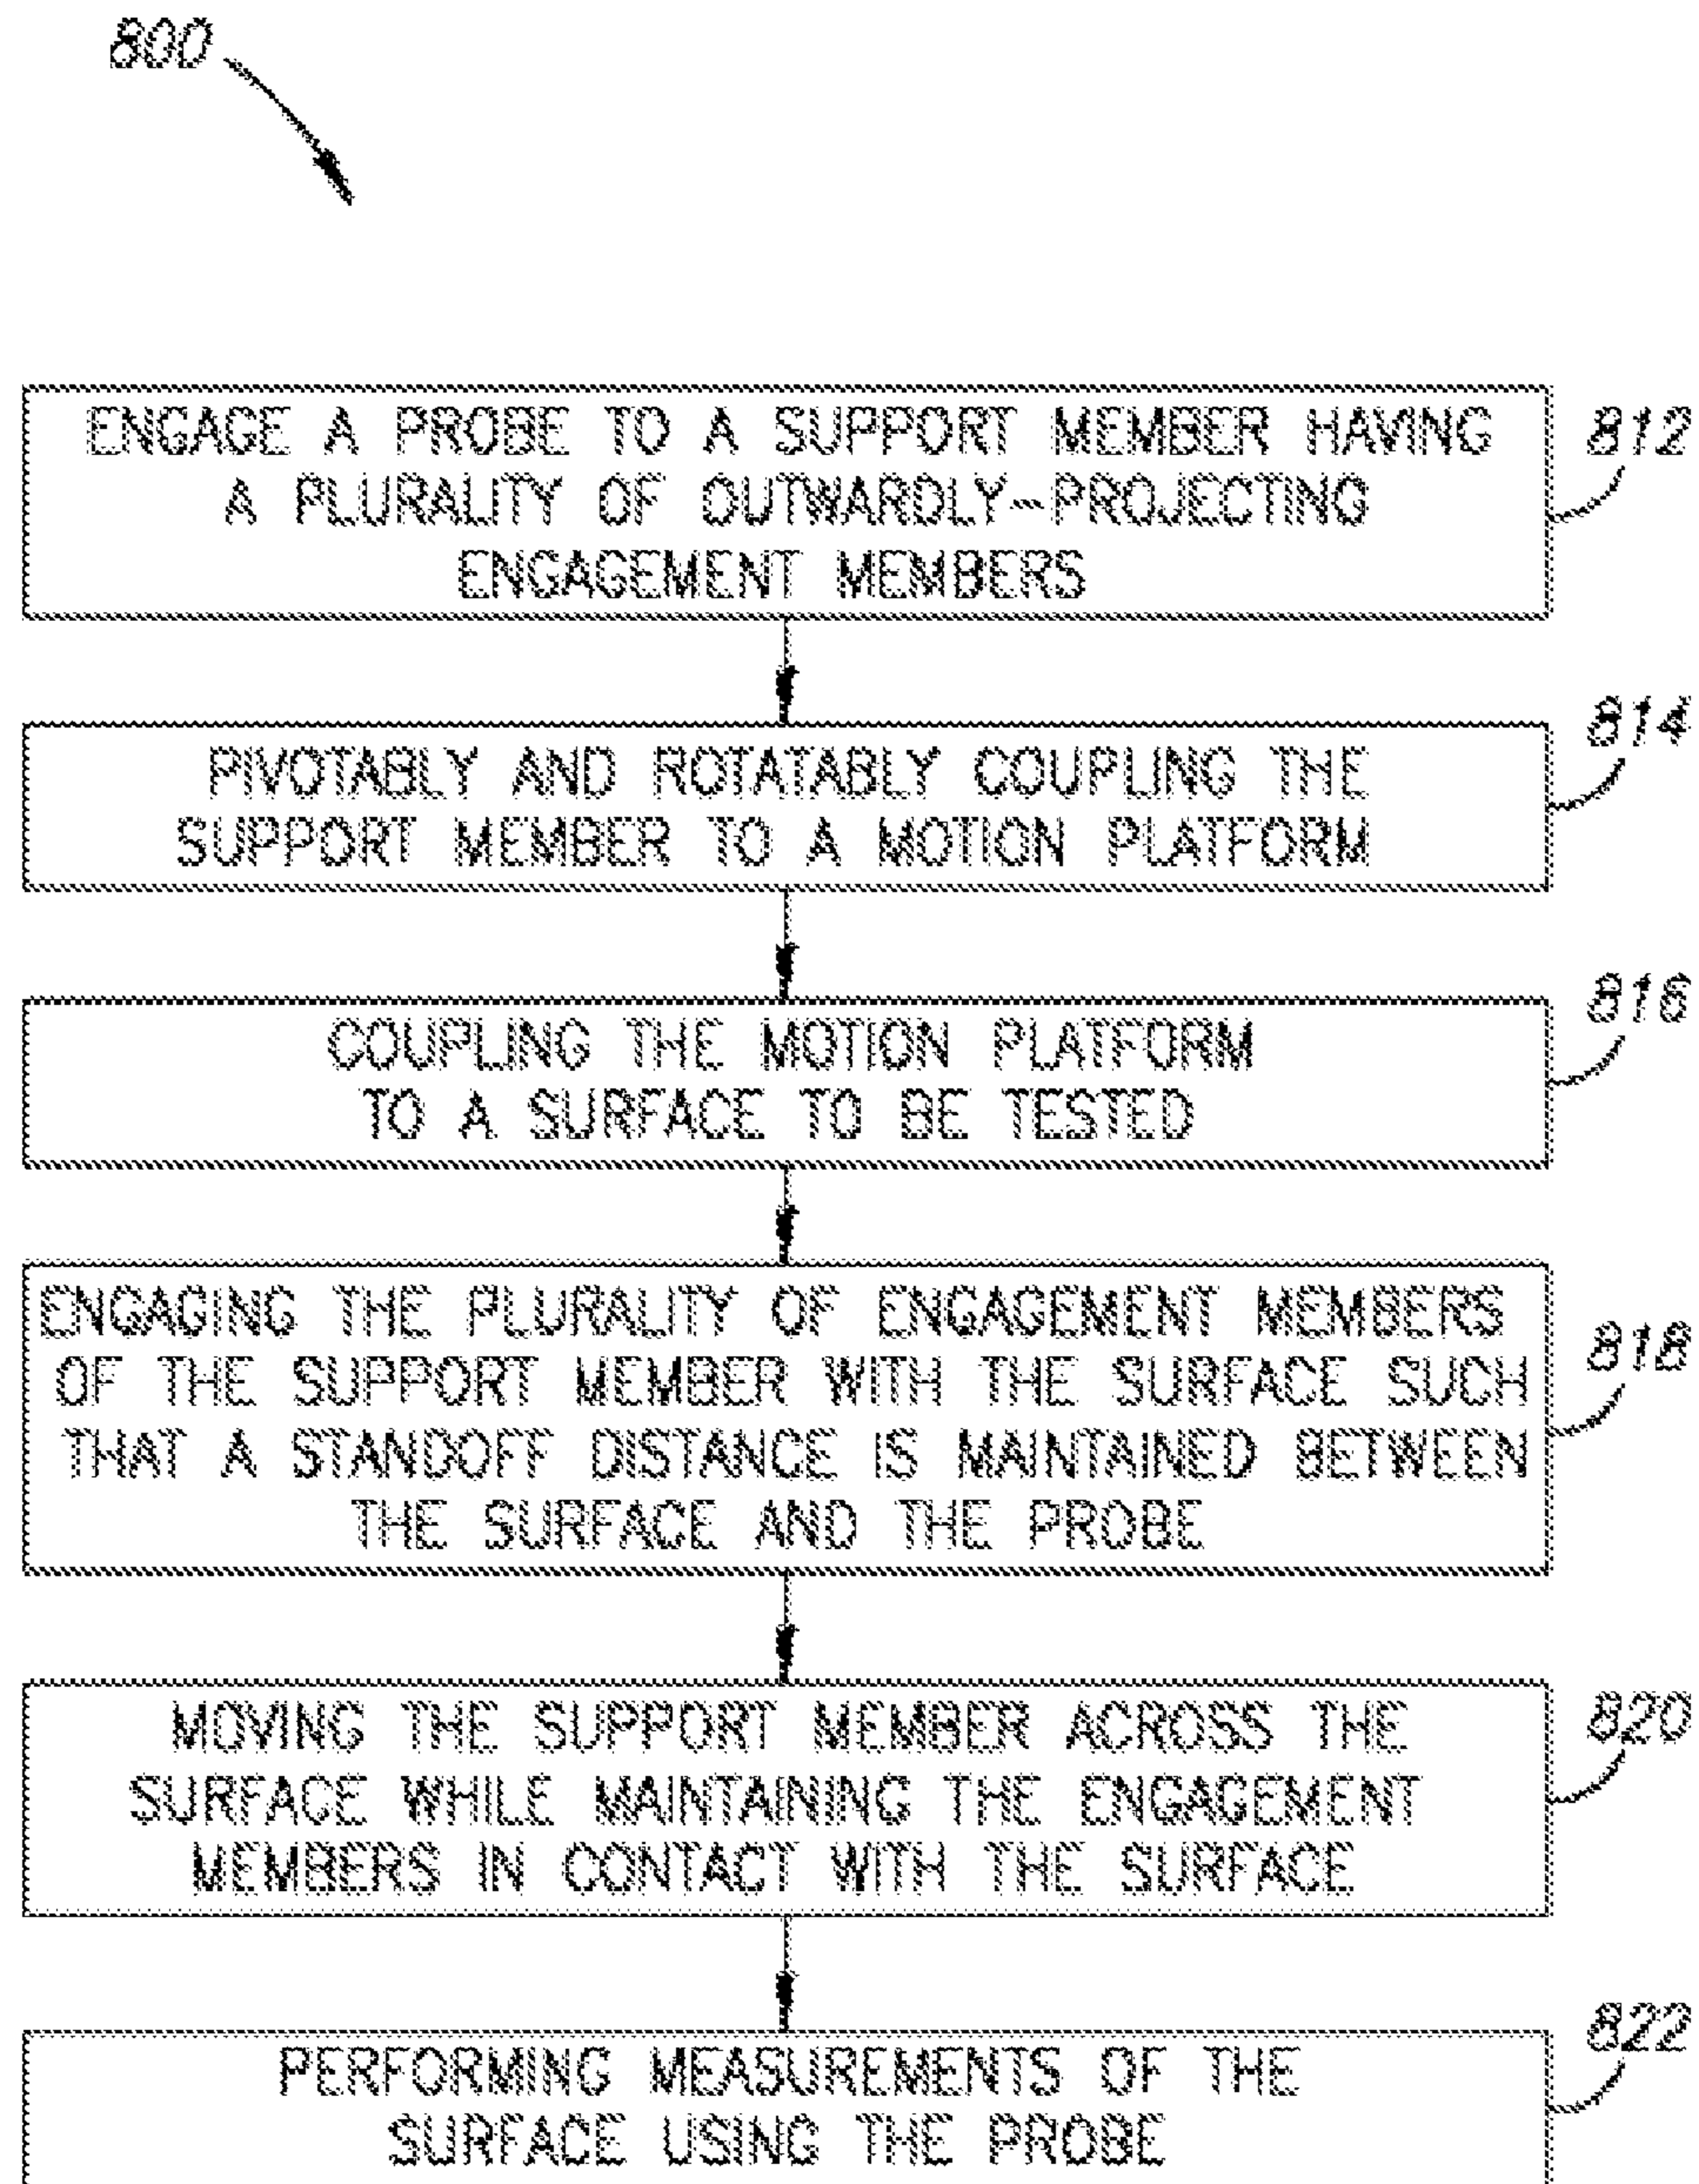 800
ENGAGE A PROBE TO A SUPPORT MEMBER HAVING
A PLURALITY OF OUTWARDLY-PROJECTING
ENGAGEMENT MEMBERS
812
PIVOTABLY AND ROTATABLY COUPLING THE
SUPPORT MEMBER TO A MOTION PLATFORM
814
COUPLING THE MOTION PLATFORM
TO A SURFACE TO BE TESTED
816
ENGAGING THE PLURALITY OF ENGAGEMENT MEMBERS
OF THE SUPPORT MEMBER WITH THE SURFACE SUCH
THAT A STANDOFF DISTANCE IS MAINTAINED BETWEEN
THE SURFACE AND THE PROBE
818
MOVING THE SUPPORT MEMBER ACROSS THE
SURFACE WHILE MAINTAINING THE ENGAGEMENT
MEMBERS IN CONTACT WITH THE SURFACE
820
PERFORMING MEASUREMENTS OF THE
SURFACE USING THE PROBE
822